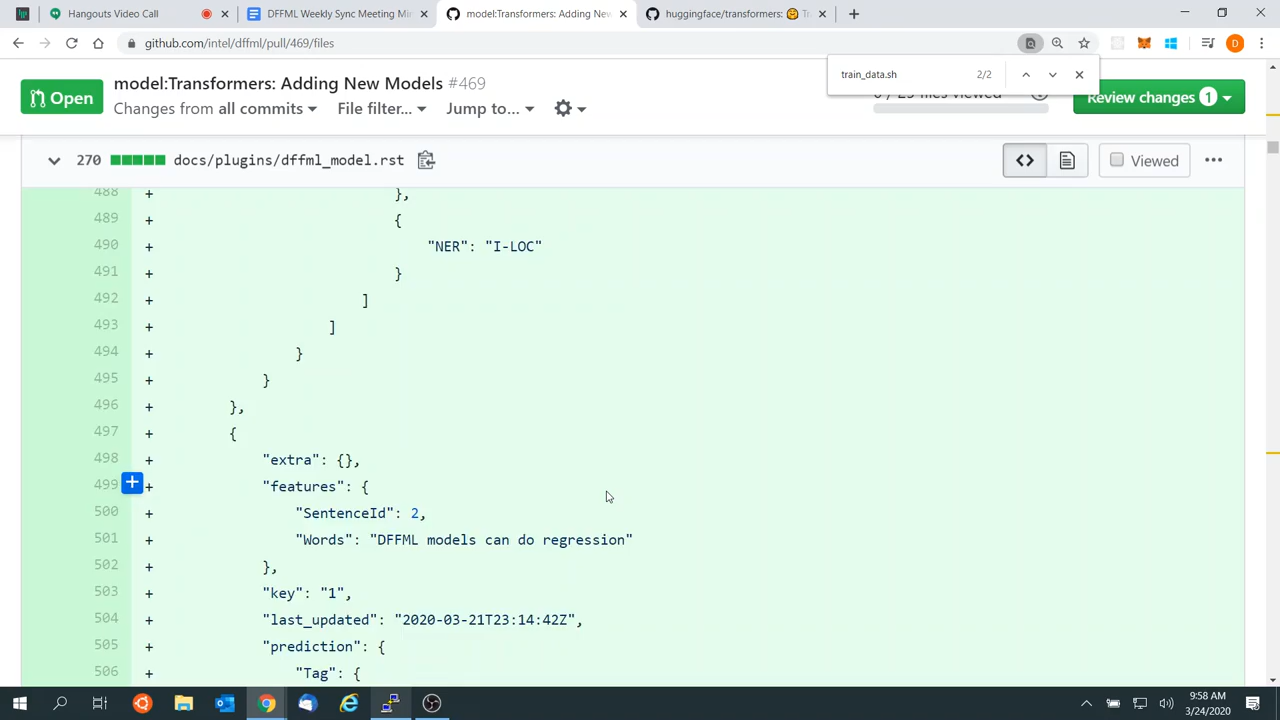 Hangouts Video Call
DFFML Weekly Sync Meeting Min
model:Transformers: Adding New
huggingface/transformers: 🤗 Tr
github.com/intel/dffml/pull/469/files
D
train_data.sh
2/2
model:Transformers: Adding New Models #469
Open
Changes from all commits
File filter...
Jump to...
Review changes 1
270
docs/plugins/dffml_model.rst
Viewed
488 + },
489 + {
490 + "NER": "I-LOC"
491 + }
492 + ]
493 + ]
494 + }
495 + }
496 + },
497 + {
498 + "extra": {},
499 + "features": {
500 + "SentenceId": 2,
501 + "Words": "DFFML models can do regression"
502 + },
503 + "key": "1",
504 + "last_updated": "2020-03-21T23:14:42Z",
505 + "prediction": {
506 + "Tag": {
9:58 AM
3/24/2020